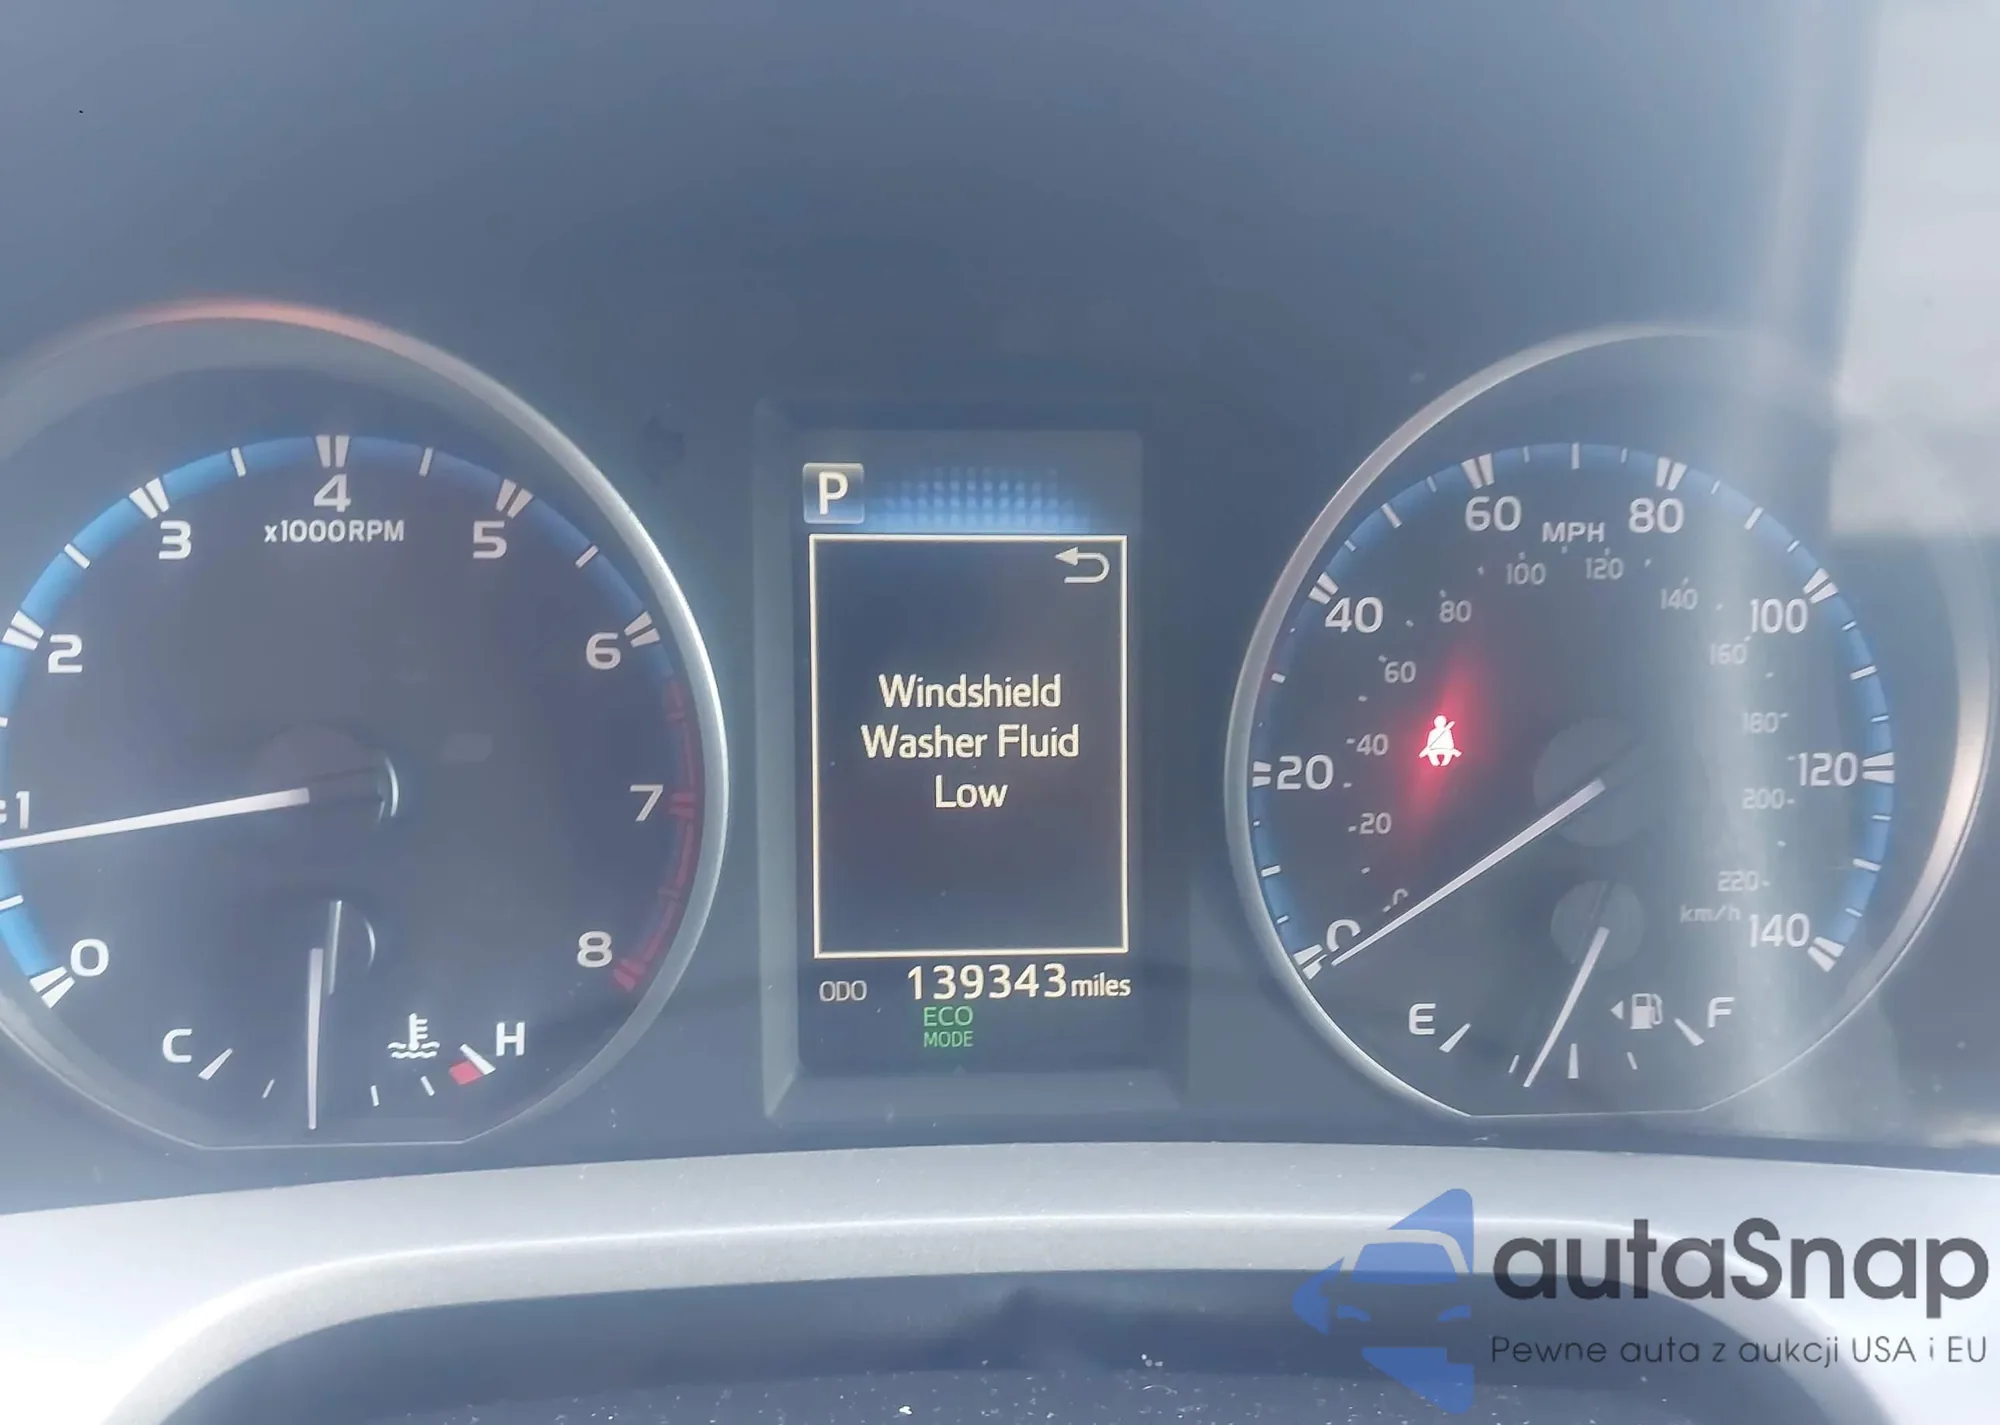 0
1
2
3
4
5
6
7
8
x1000RPM
C
H
P
Windshield
Washer Fluid
Low
ODO 139343 miles
ECO
MODE
0
20
40
60
80
100
120
140
MPH
0
20
40
60
80
100
120
140
160
180
200
220
km/h
E
F
autaSnap
Pewne auta z aukcji USA i EU